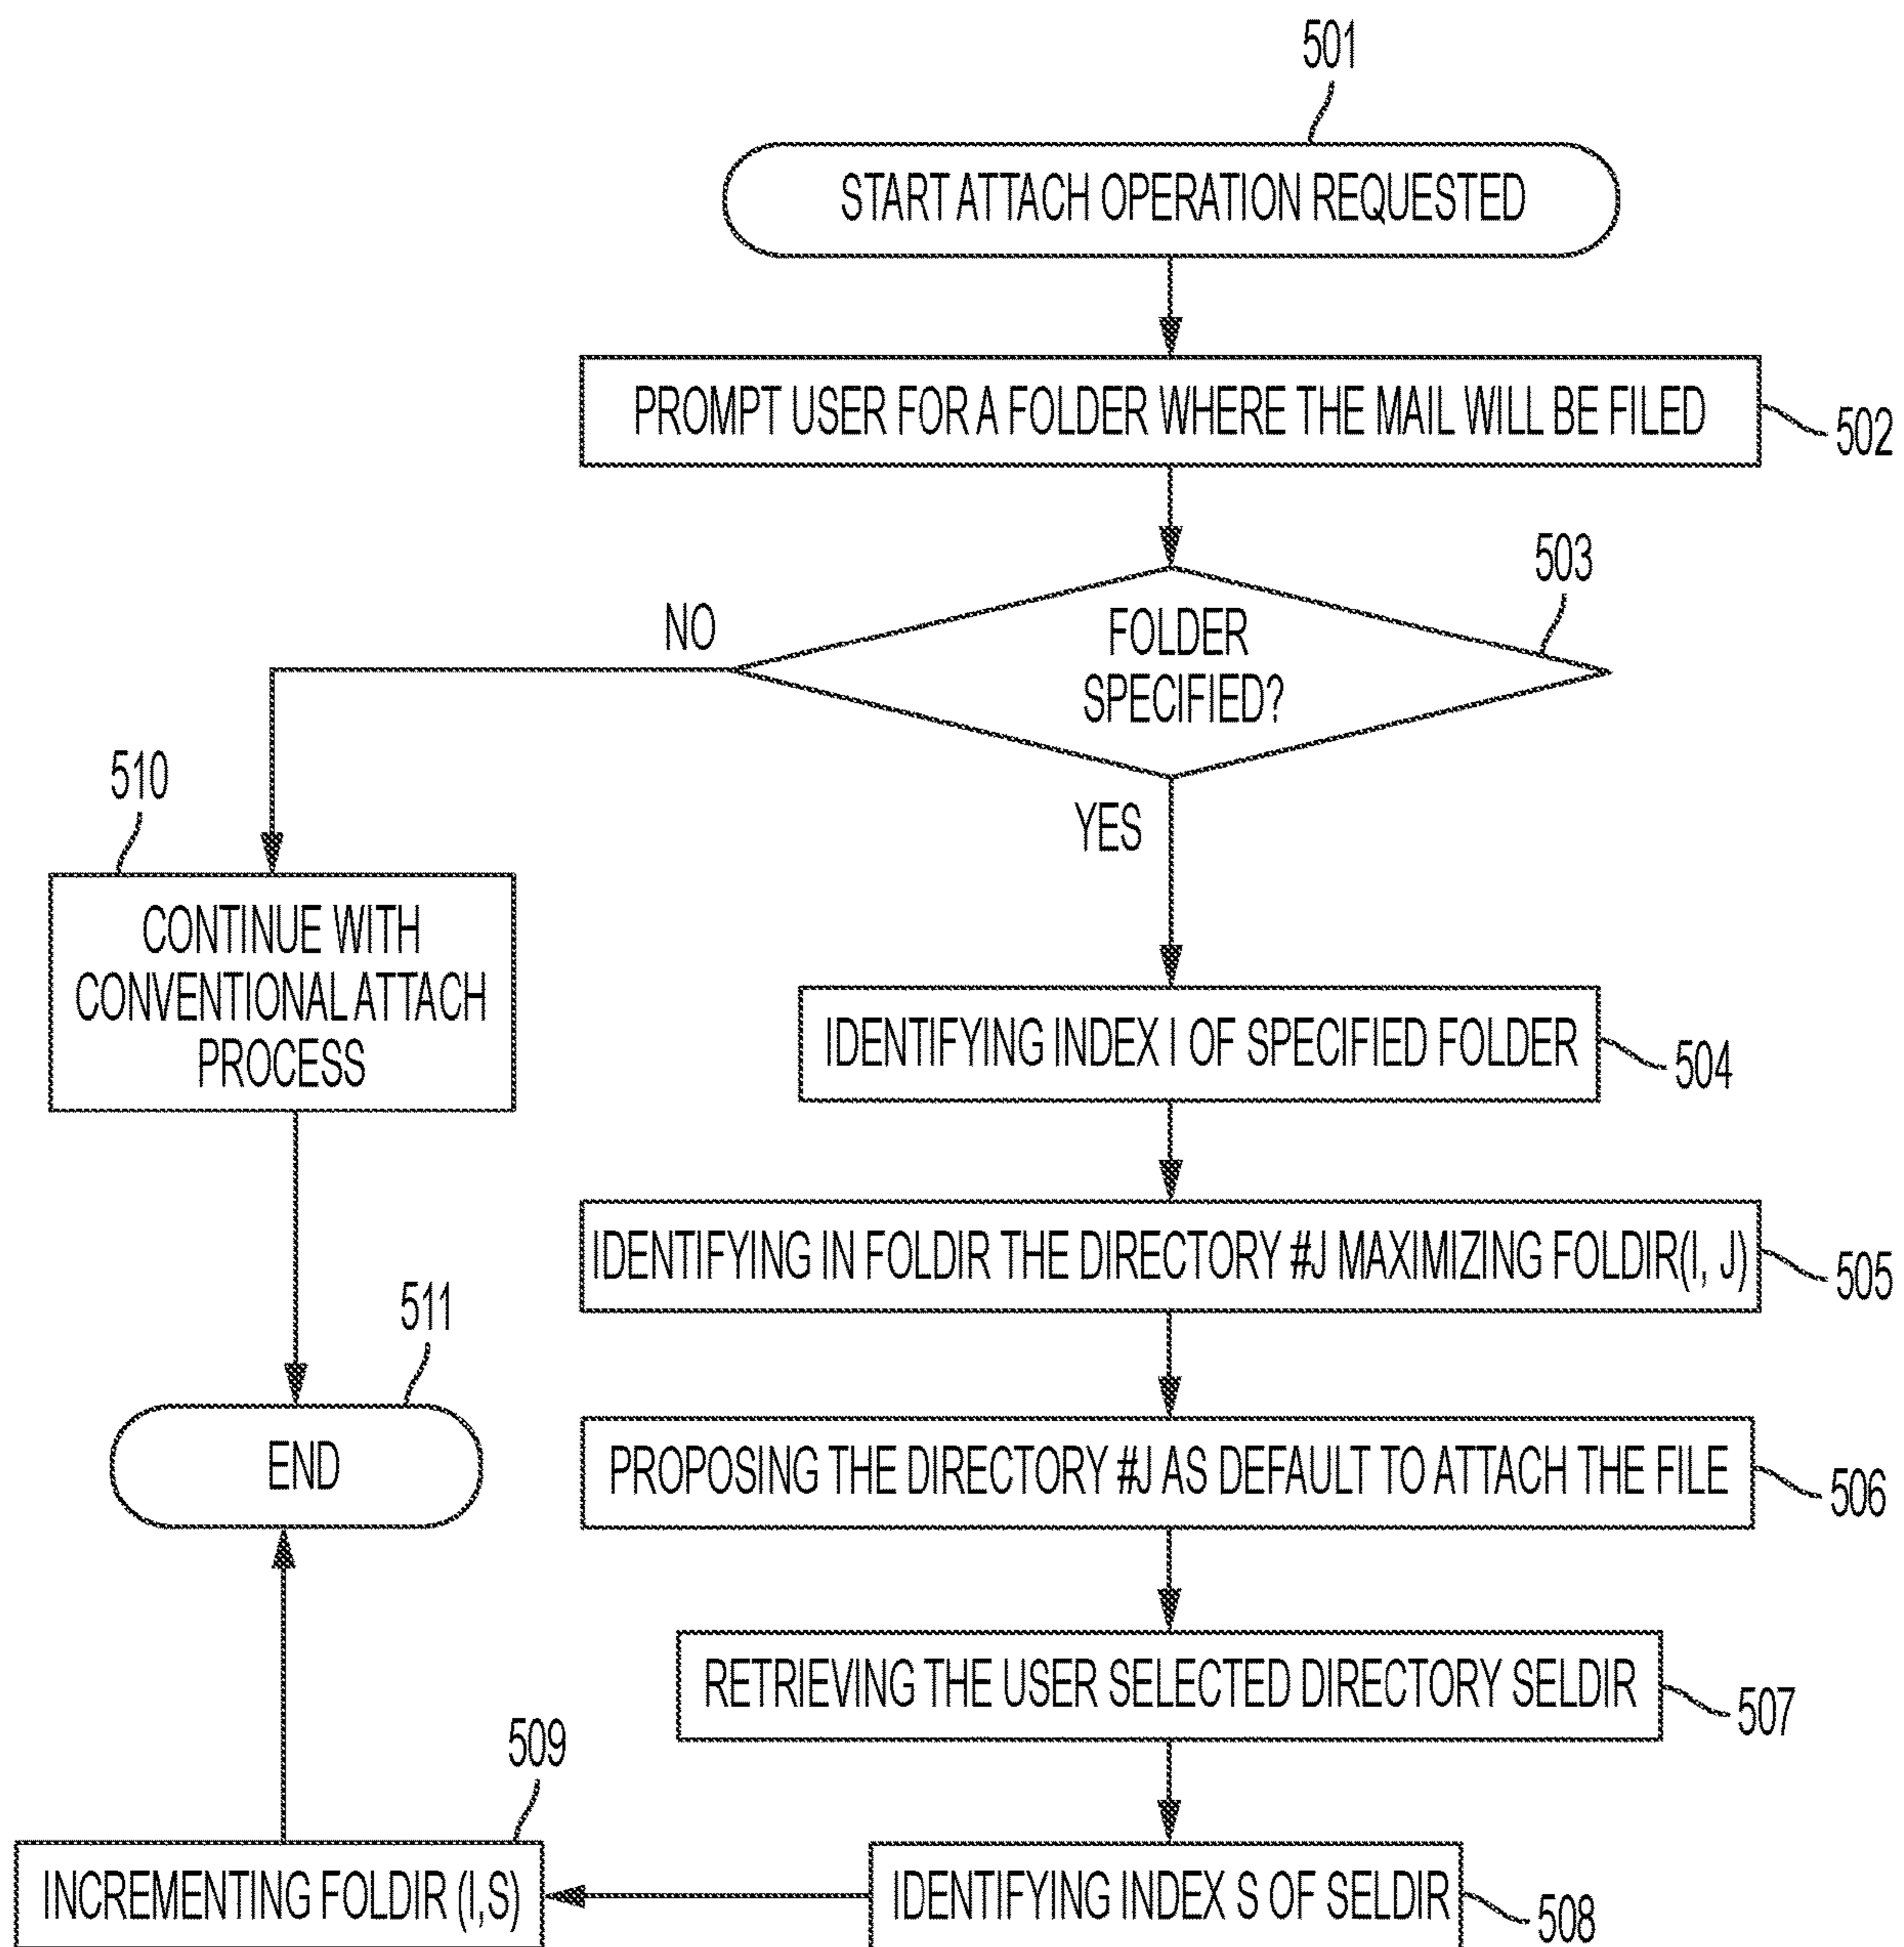 501
START ATTACH OPERATION REQUESTED
PROMPT USER FOR A FOLDER WHERE THE MAIL WILL BE FILED
502
503
NO
FOLDER
SPECIFIED?
510
YES
CONTINUE WITH
CONVENTIONAL ATTACH
PROCESS
IDENTIFYING INDEX I OF SPECIFIED FOLDER
504
IDENTIFYING IN FOLDIR THE DIRECTORY #J MAXIMIZING FOLDIR(I, J)
505
511
END
PROPOSING THE DIRECTORY #J AS DEFAULT TO ATTACH THE FILE
506
RETRIEVING THE USER SELECTED DIRECTORY SELDIR
507
509
INCREMENTING FOLDIR (I,S)
IDENTIFYING INDEX S OF SELDIR
508